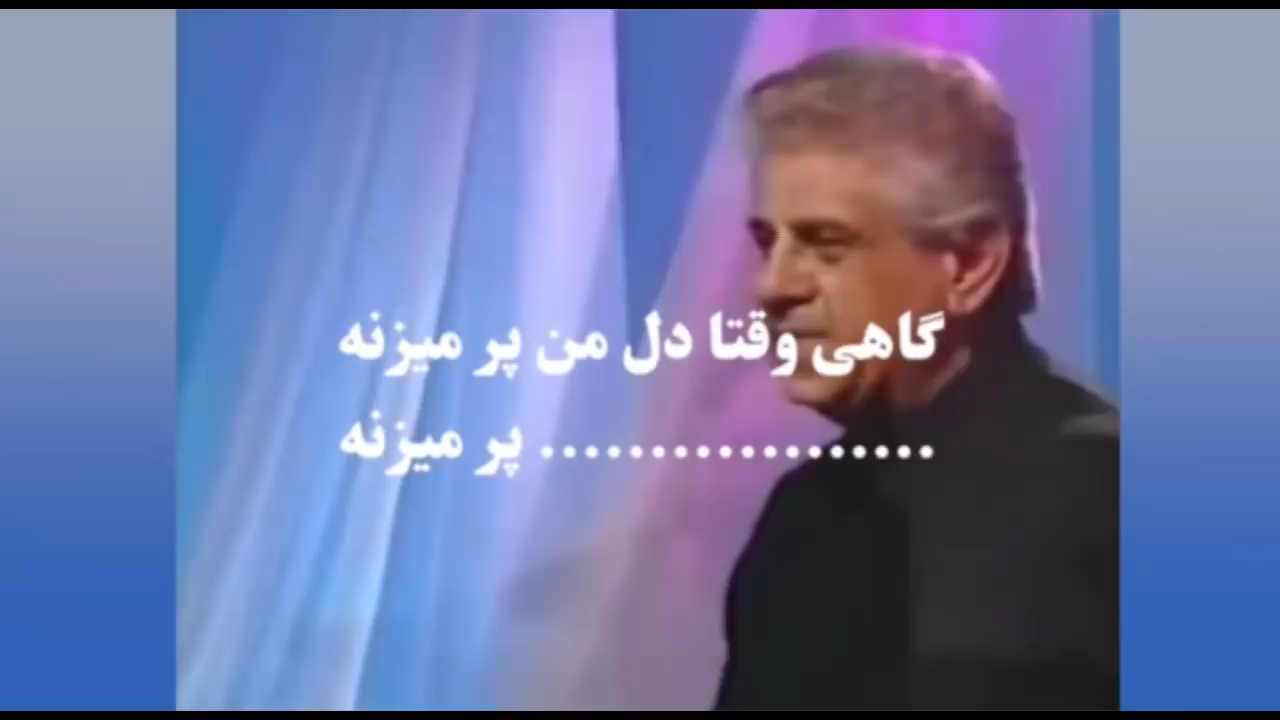 گاهی وقتا دل من پر میزنه
.................. پر میزنه